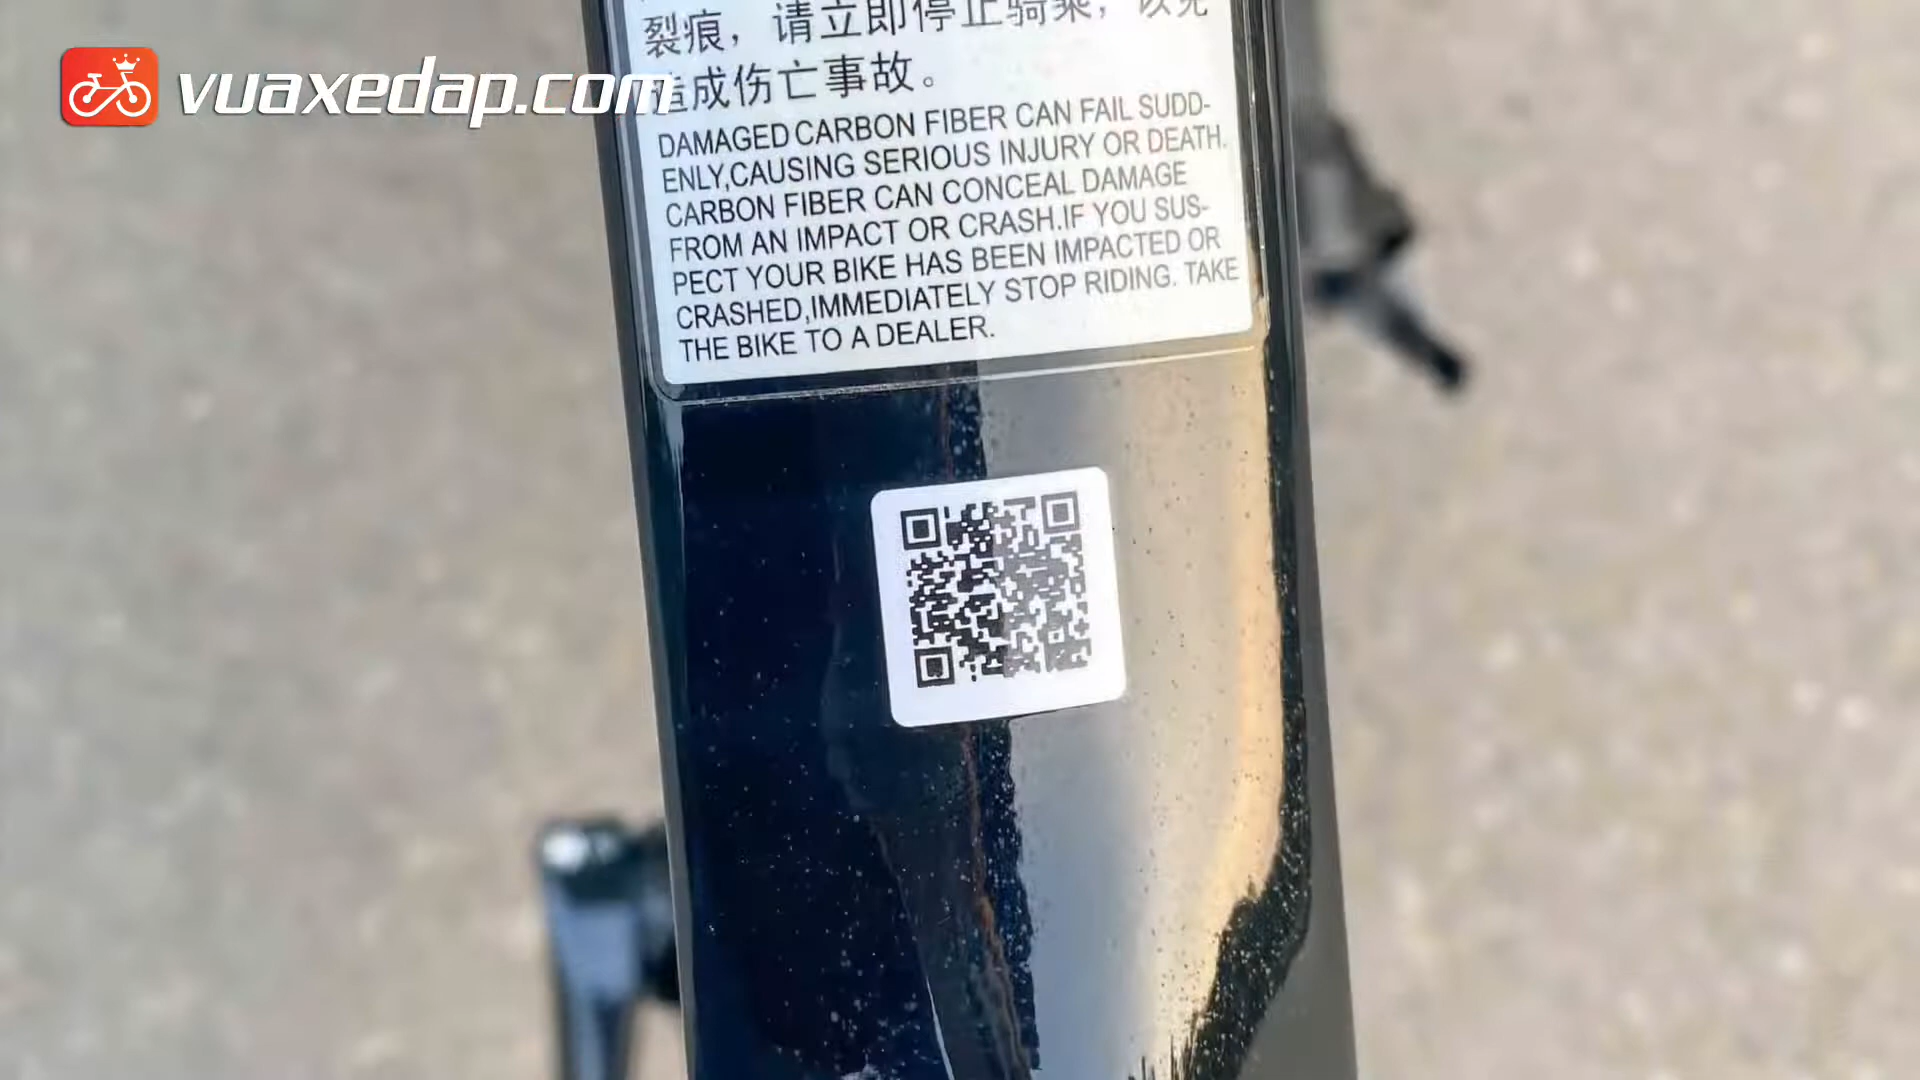 裂痕，请立即停止骑乘，以免
造成伤亡事故。
vuaxedap.com
DAMAGED CARBON FIBER CAN FAIL SUDD-
ENLY,CAUSING SERIOUS INJURY OR DEATH.
CARBON FIBER CAN CONCEAL DAMAGE
FROM AN IMPACT OR CRASH.IF YOU SUS-
PECT YOUR BIKE HAS BEEN IMPACTED OR
CRASHED,IMMEDIATELY STOP RIDING. TAKE
THE BIKE TO A DEALER.